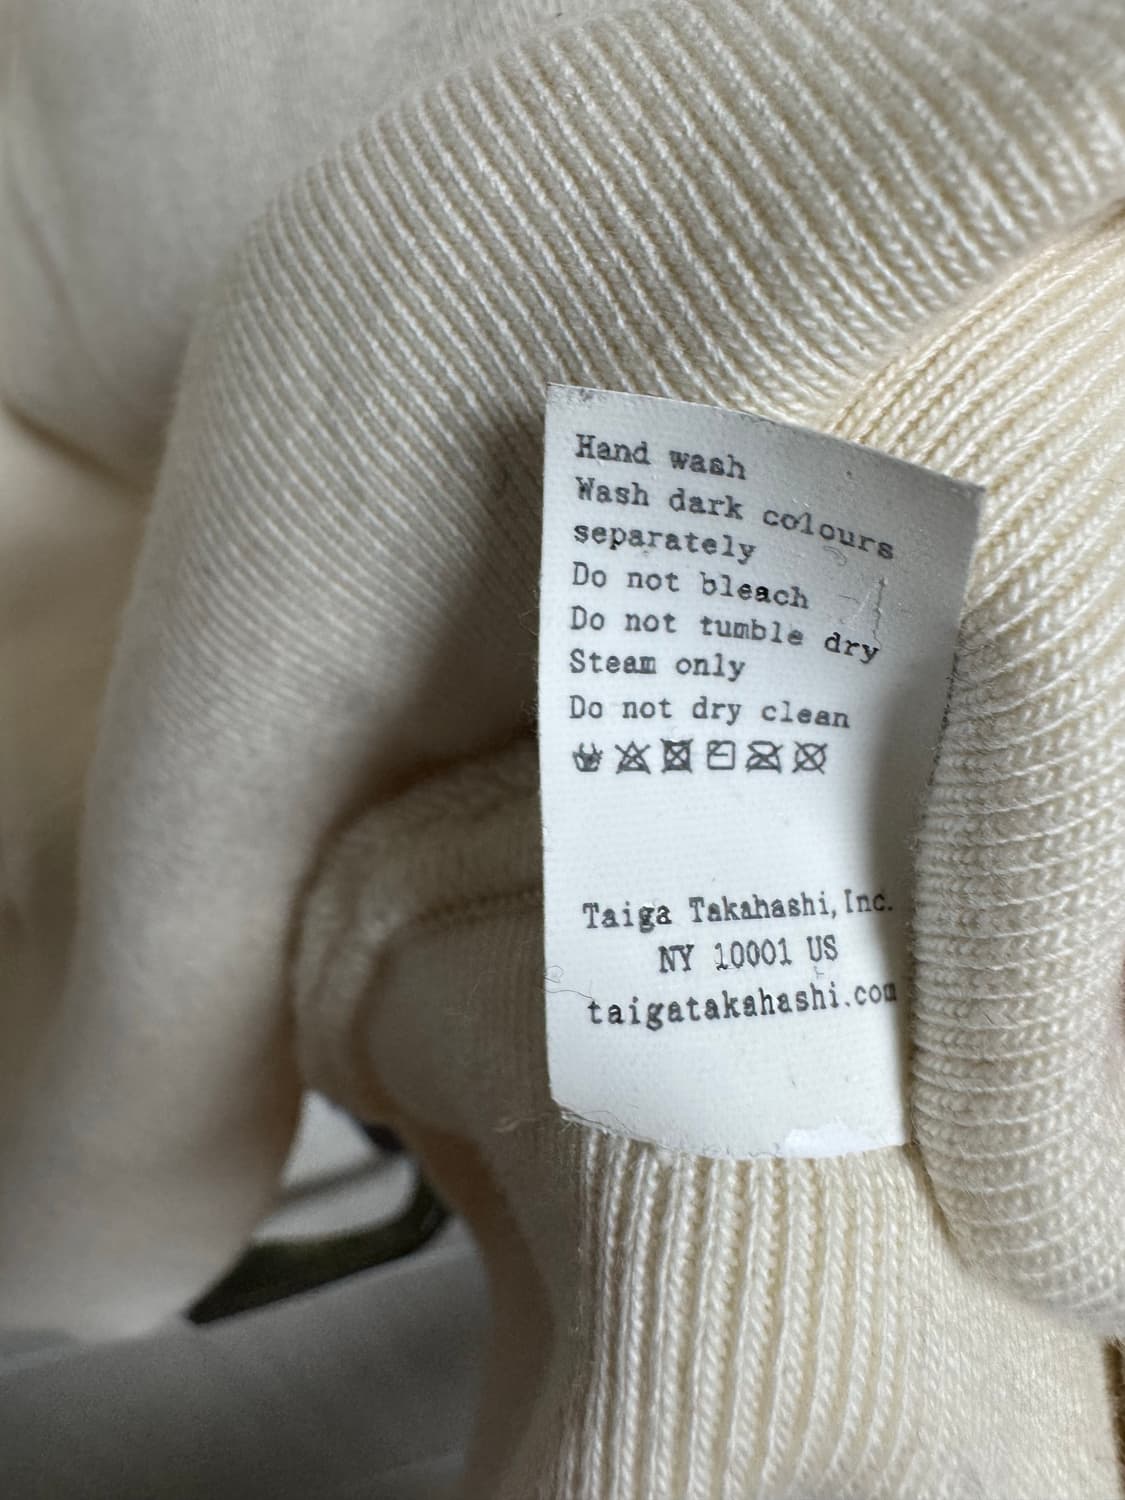 Hand wash
Wash dark colours
separately
Do not bleach
Do not tumble dry
Steam only
Do not dry clean
Taiga Takahashi, Inc.
NY 10001 US
taigatakahashi.com